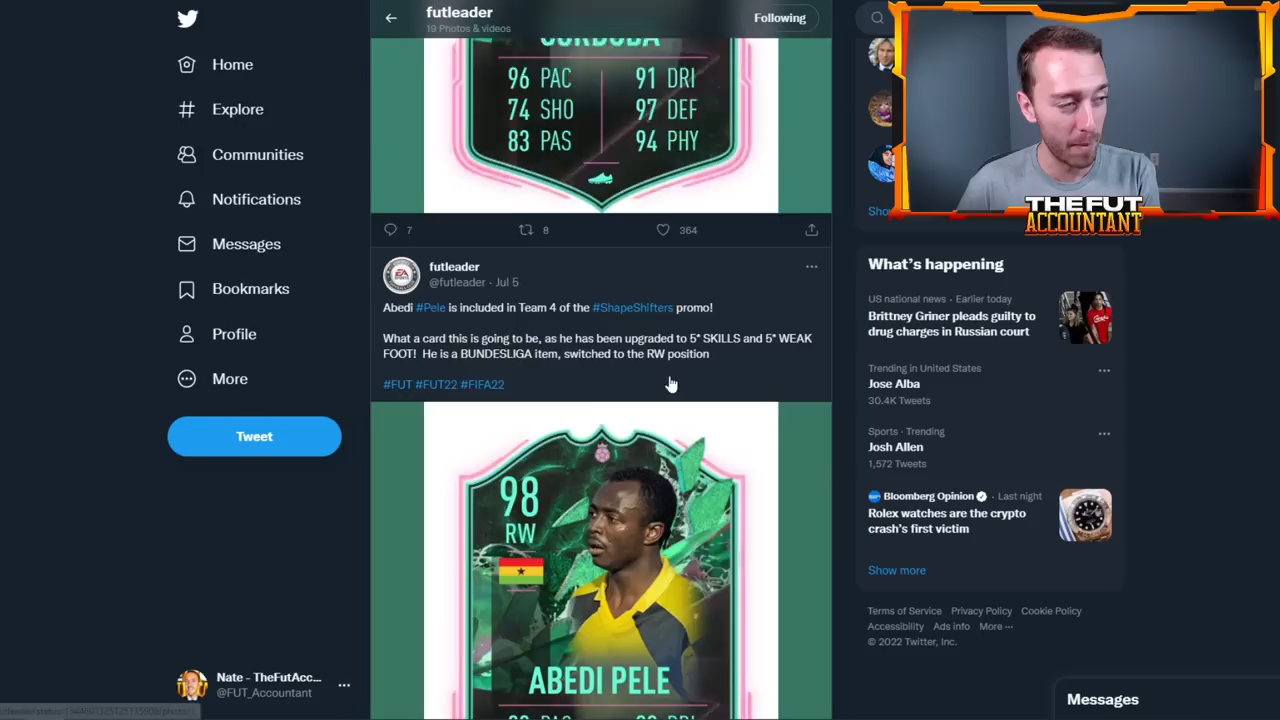 futleader
19 Photos & videos
Following
Home
Explore
Communities
Notifications
Messages
Bookmarks
Profile
More
Tweet
Nate - TheFutAcc...
@FUT_Accountant
CORDOBA
96 PAC
91 DRI
74 SHO
97 DEF
83 PAS
94 PHY
7
8
364
futleader
@futleader · Jul 5
Abedi #Pele is included in Team 4 of the #ShapeShifters promo!
What a card this is going to be, as he has been upgraded to 5* SKILLS and 5* WEAK
FOOT! He is a BUNDESLIGA item, switched to the RW position
#FUT #FUT22 #FIFA22
EA
SPORTS
98
RW
ABEDI PELE
THE FUT
ACCOUNTANT
What's happening
US national news · Earlier today
Brittney Griner pleads guilty to
drug charges in Russian court
Trending in United States
Jose Alba
30.4K Tweets
Sports · Trending
Josh Allen
1,572 Tweets
Bloomberg Opinion · Last night
Rolex watches are the crypto
crash's first victim
Show more
Terms of Service Privacy Policy Cookie Policy
Accessibility Ads info More ···
© 2022 Twitter, Inc.
Messages